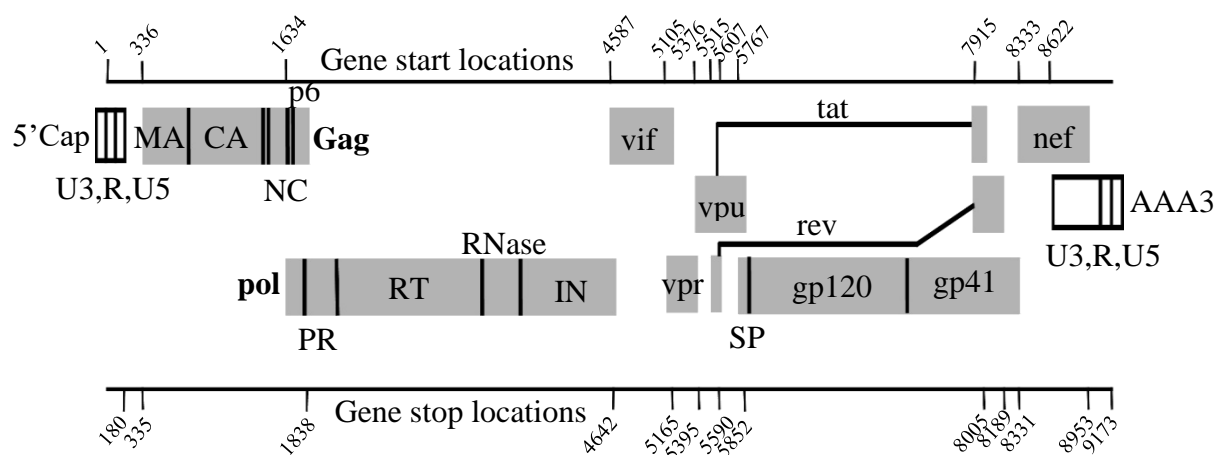 1 336 1634 4587 5105 5376 5515 5607 5767 7915 8333 8622
Gene start locations
p6
tat
5’Cap MA CA Gag vif nef
U3,R,U5 NC vpu AAA3
rev
RNase U3,R,U5
pol RT IN vpr gp120 gp41
PR SP
Gene stop locations
180 335 1838 4642 5165 5395 5590 5852 8005 8189 8331 8953 9173